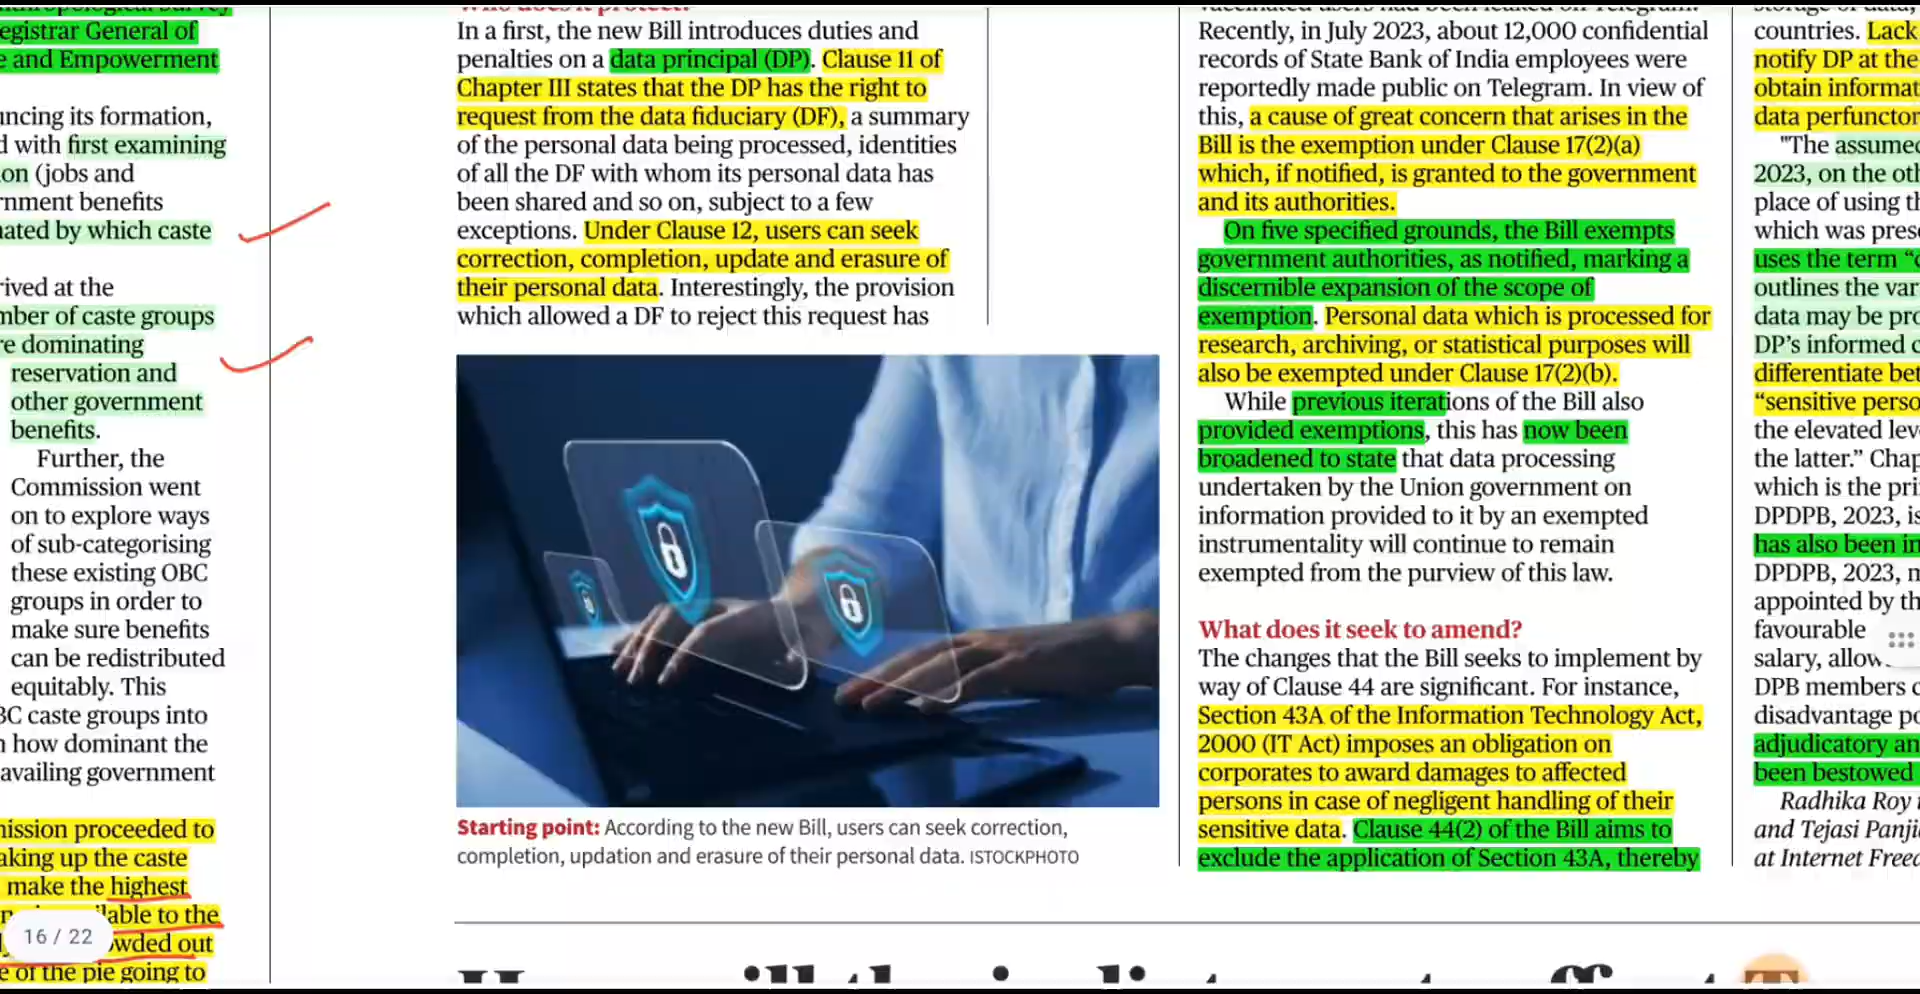 egistrar General of
e and Empowerment
ncing its formation,
d with first examining
on (jobs and
rnment benefits
ated by which caste
rived at the
mber of caste groups
re dominating
reservation and
other government
benefits.
Further, the
Commission went
on to explore ways
of sub-categorising
these existing OBC
groups in order to
make sure benefits
can be redistributed
equitably. This
BC caste groups into
how dominant the
availing government
ission proceeded to
aking up the caste
make the highest
lable to the
owded out
e of the pie going to
16 / 22
In a first, the new Bill introduces duties and
penalties on a data principal (DP). Clause 11 of
Chapter III states that the DP has the right to
request from the data fiduciary (DF), a summary
of the personal data being processed, identities
of all the DF with whom its personal data has
been shared and so on, subject to a few
exceptions. Under Clause 12, users can seek
correction, completion, update and erasure of
their personal data. Interestingly, the provision
which allowed a DF to reject this request has
Starting point: According to the new Bill, users can seek correction,
completion, updation and erasure of their personal data. ISTOCKPHOTO
Recently, in July 2023, about 12,000 confidential
records of State Bank of India employees were
reportedly made public on Telegram. In view of
this, a cause of great concern that arises in the
Bill is the exemption under Clause 17(2)(a)
which, if notified, is granted to the government
and its authorities.
On five specified grounds, the Bill exempts
government authorities, as notified, marking a
discernible expansion of the scope of
exemption. Personal data which is processed for
research, archiving, or statistical purposes will
also be exempted under Clause 17(2)(b).
While previous iterations of the Bill also
provided exemptions, this has now been
broadened to state that data processing
undertaken by the Union government on
information provided to it by an exempted
instrumentality will continue to remain
exempted from the purview of this law.
What does it seek to amend?
The changes that the Bill seeks to implement by
way of Clause 44 are significant. For instance,
Section 43A of the Information Technology Act,
2000 (IT Act) imposes an obligation on
corporates to award damages to affected
persons in case of negligent handling of their
sensitive data. Clause 44(2) of the Bill aims to
exclude the application of Section 43A, thereby
countries. Lack
notify DP at the
obtain informat
data perfunctor
"The assumed
2023, on the oth
place of using th
which was prese
uses the term “
outlines the var
data may be pro
DP’s informed c
differentiate bet
“sensitive perso
the elevated leve
the latter.” Chap
which is the pri
DPDPB, 2023, is
has also been in
DPDPB, 2023, m
appointed by th
favourable
salary, allow
DPB members c
disadvantage po
adjudicatory an
been bestowed
Radhika Roy i
and Tejasi Panji
at Internet Free